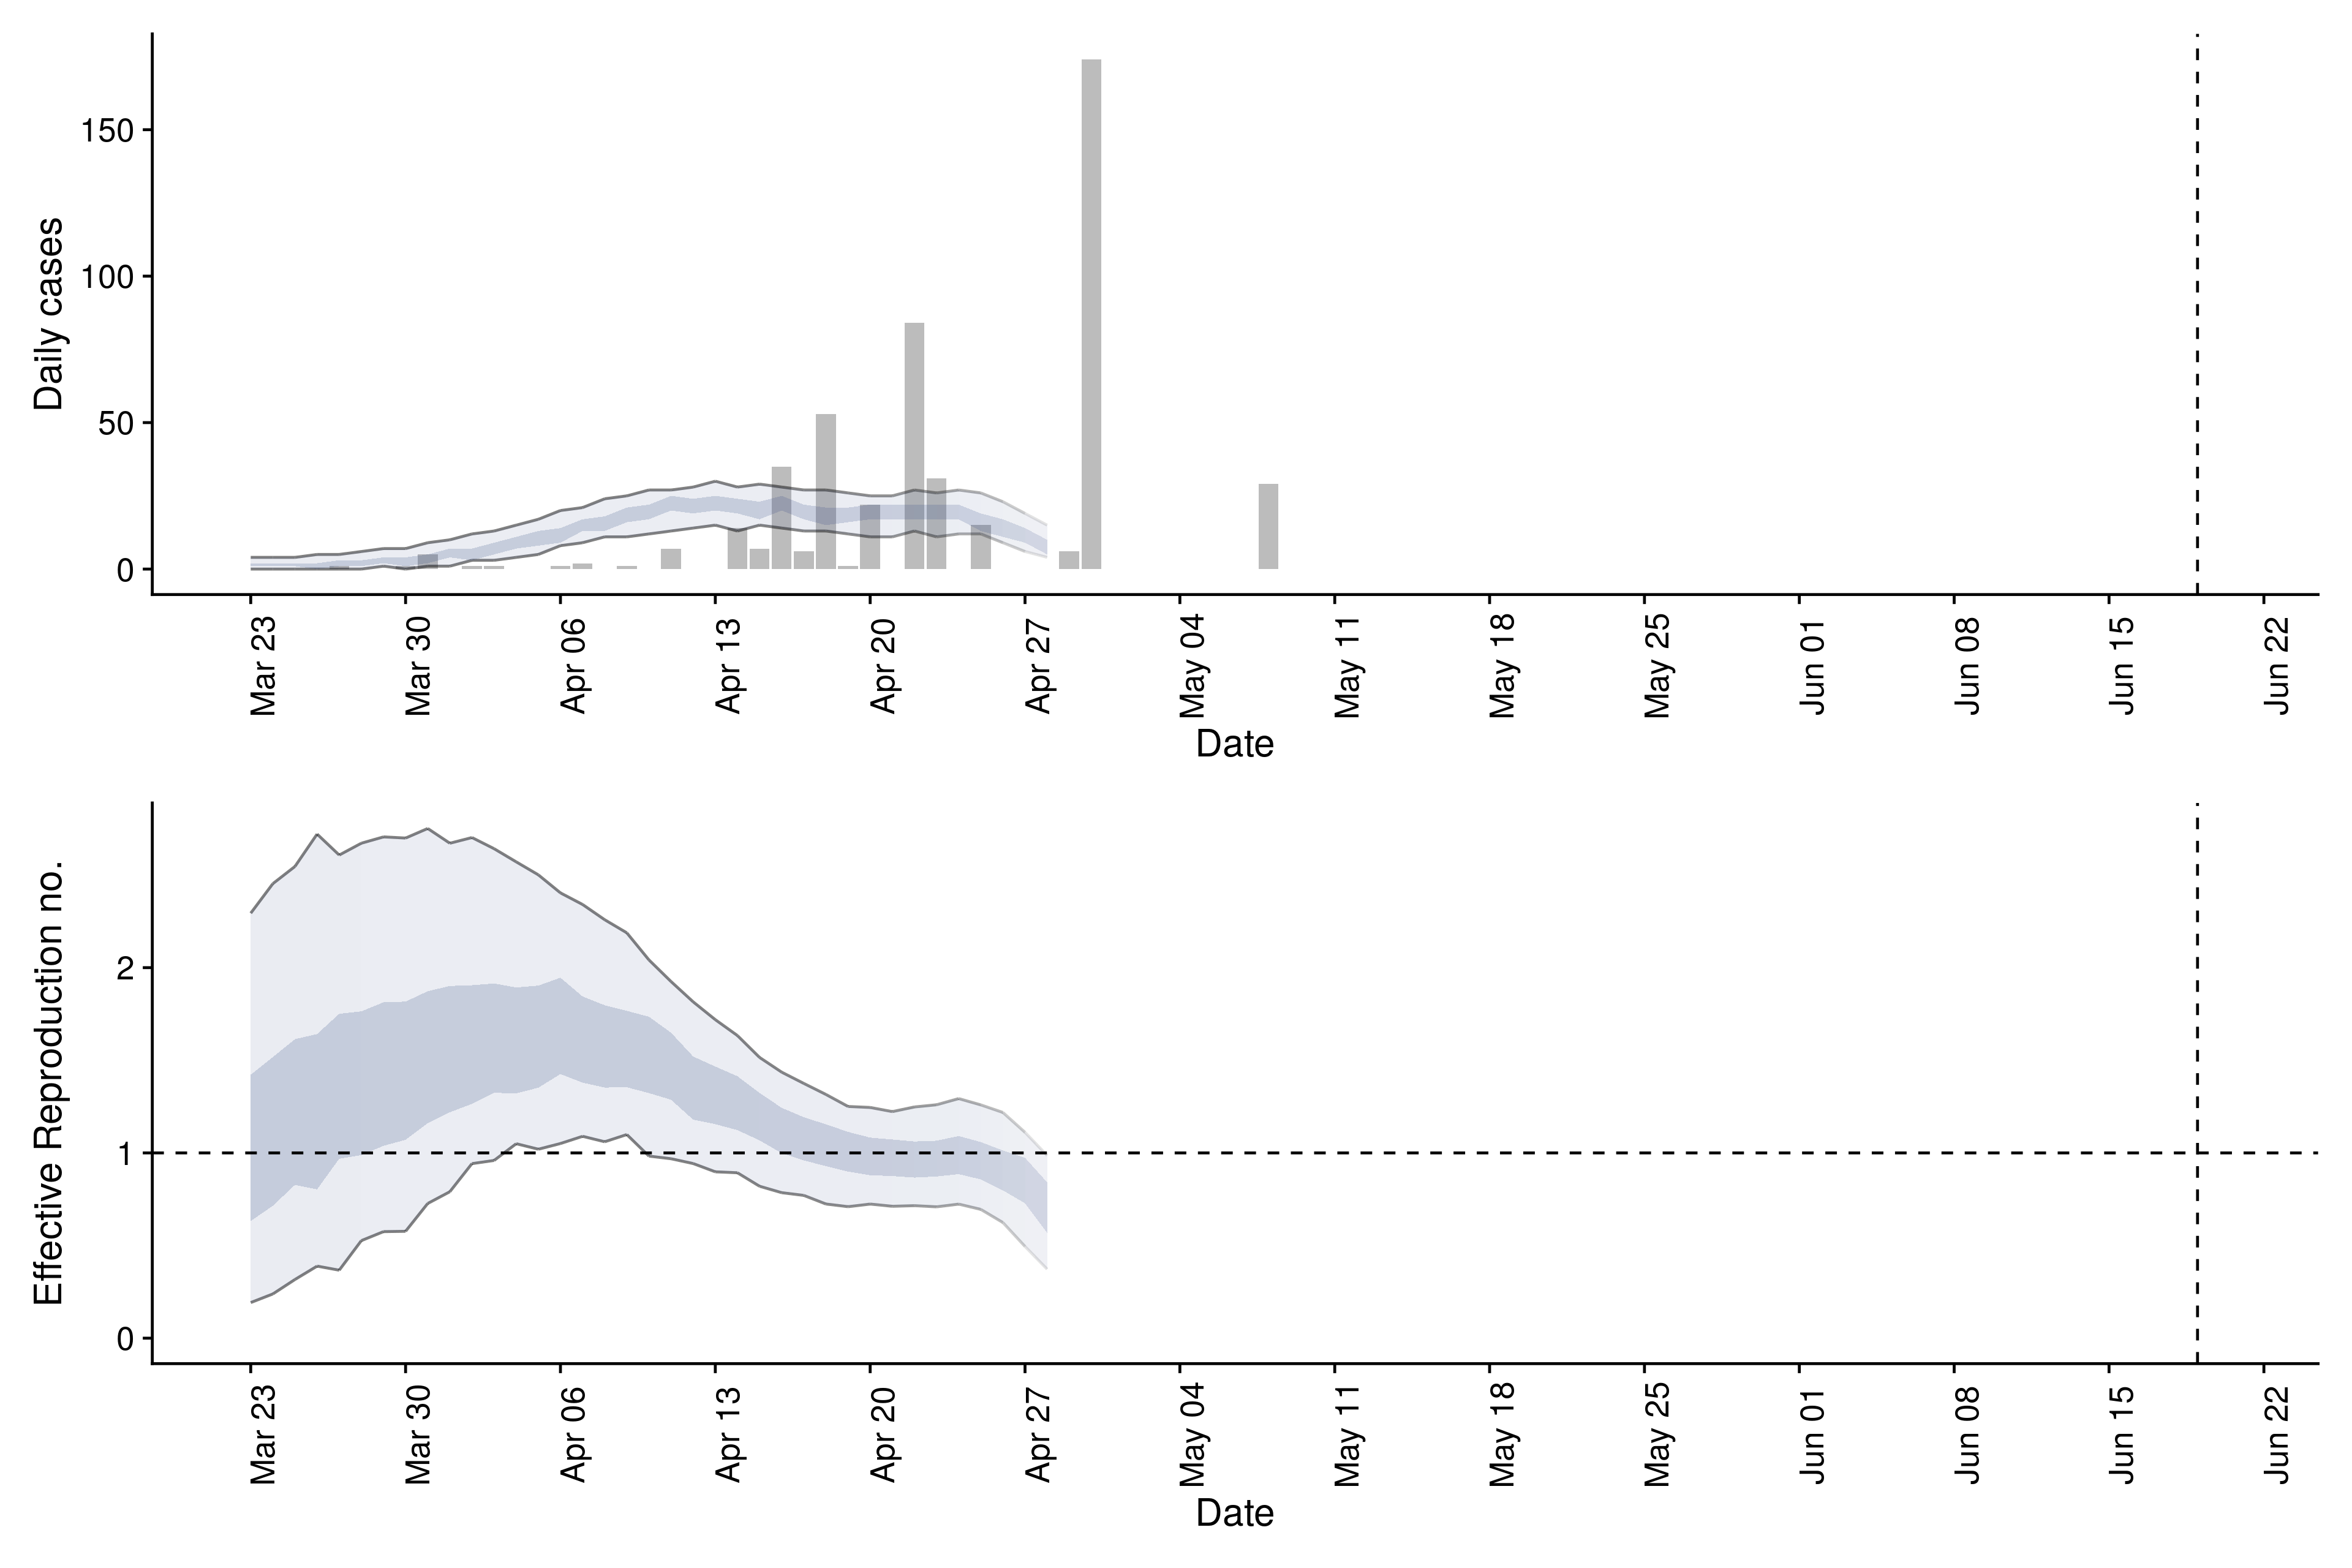 Daily cases
150
100
50
0
Mar 23
Mar 30
Apr 06
Apr 13
Apr 20
Apr 27
May 04
May 11
May 18
May 25
Jun 01
Jun 08
Jun 15
Jun 22
Date
Effective Reproduction no.
2
1
0
Mar 23
Mar 30
Apr 06
Apr 13
Apr 20
Apr 27
May 04
May 11
May 18
May 25
Jun 01
Jun 08
Jun 15
Jun 22
Date